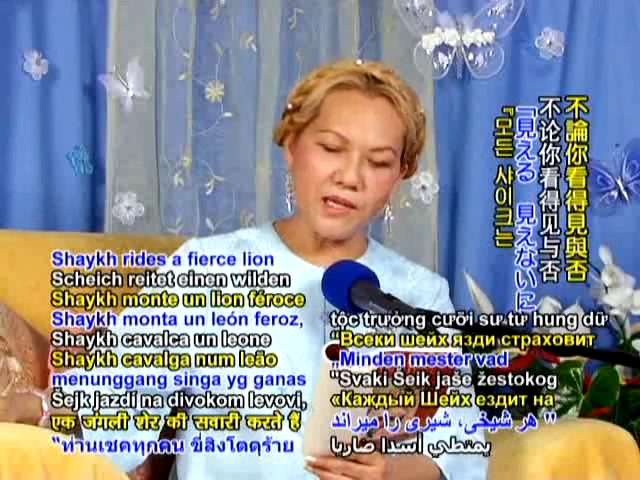 不論你看得見與否
不论你看得见与否
「見える 見えないに
『모든 샤이크는
Shaykh rides a fierce lion
Scheich reitet einen wilden
Shaykh monte un lion féroce
Shaykh monta un león feroz,
Shaykh cavalca un leone
Shaykh cavalga num leão
menunggang singa yg ganas
Šejk jazdí na divokom levovi,
एक जंगली शेर की सवारी करते हैं
“ท่านเชคทุกคน ขี่สิงโตดุร้าย
tộc trưởng cưỡi sư tử hung dữ
“Всеки шейх язди страховит
„Minden mester vad
"Svaki Šeik jaše žestokog
«Каждый Шейх ездит на
" هر شیخی، شیری را میراند
يمتطي أسدا ضاريا